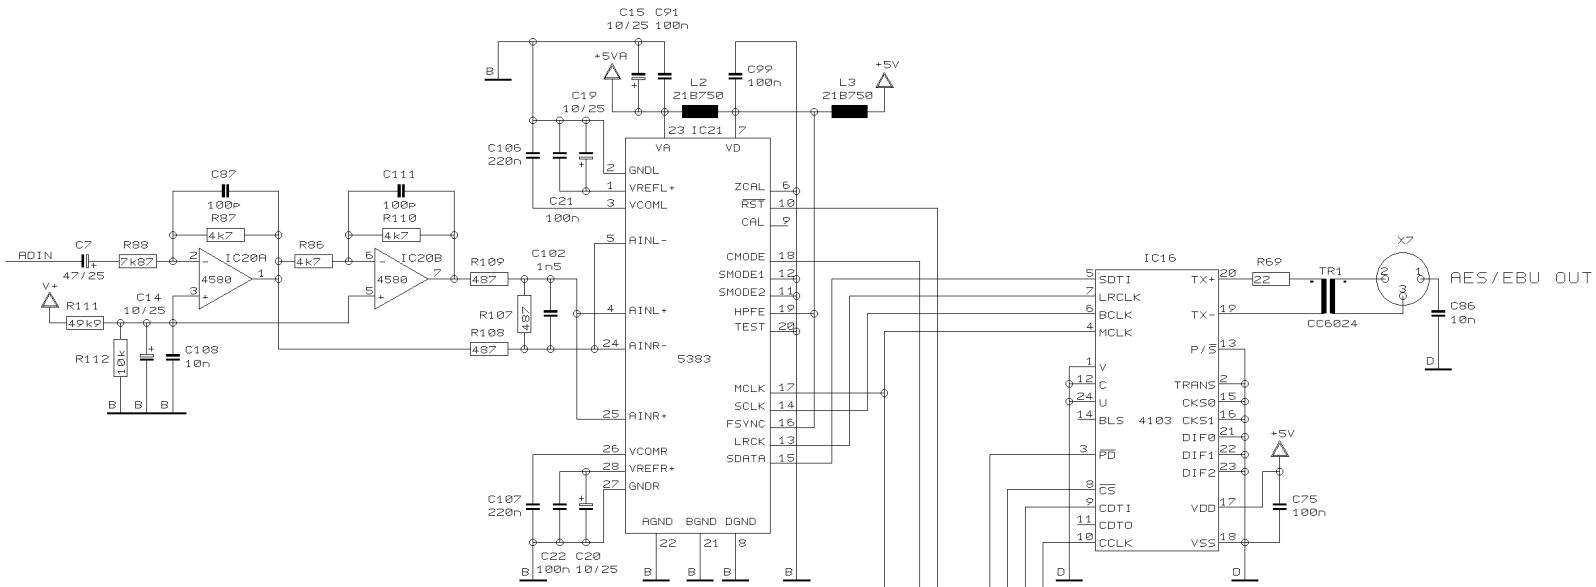 C15 C91
10/25 100n
+5VA
B
C99
100n
L2
21B750
L3
21B750
+5V
C19
10/25
23 IC21 7
VA VD
C106
220n
C21
100n
2 GNDL
1 VREFL+
3 VCOML
5 AINL-
4 AINL+
24 AINR-
25 AINR+
26 VCOMR
28 VREFR+
27 GNDR
5383
ZCAL 6
RST 10
CAL 9
CMODE 18
SMODE1 12
SMODE2 11
HPFE 19
TEST 20
MCLK 17
SCLK 14
FSYNC 16
LRCK 13
SDATA 15
AGND BGND DGND
22 21 8
B B B B B
C107
220n
C22 C20
100n 10/25
C87
100p
R87
4k7
C111
100p
R110
4k7
ADIN
C7
47/25
R88
7k87
2
IC20A
4580
1
3
R86
4k7
6
IC20B
4580
7
5
V+
R111
49k9
C14
10/25
R112
10k
C108
10n
B B B
R109
487
C102
1n5
R107
487
R108
487
IC16
5 SDTI
7 LRCLK
6 BCLK
4 MCLK
1 V
12 C
24 U
14 BLS
4103
3 PD
8 CS
9 CDTI
11 CDTO
10 CCLK
TX+ 20
TX- 19
P/S 13
TRANS 2
CKS0 15
CKS1 16
DIF0 21
DIF1 22
DIF2 23
VDD 17
VSS 18
R69
22
TR1
CC6024
X7
2 1
3
AES/EBU OUT
C86
10n
D
+5V
C75
100n
D
D